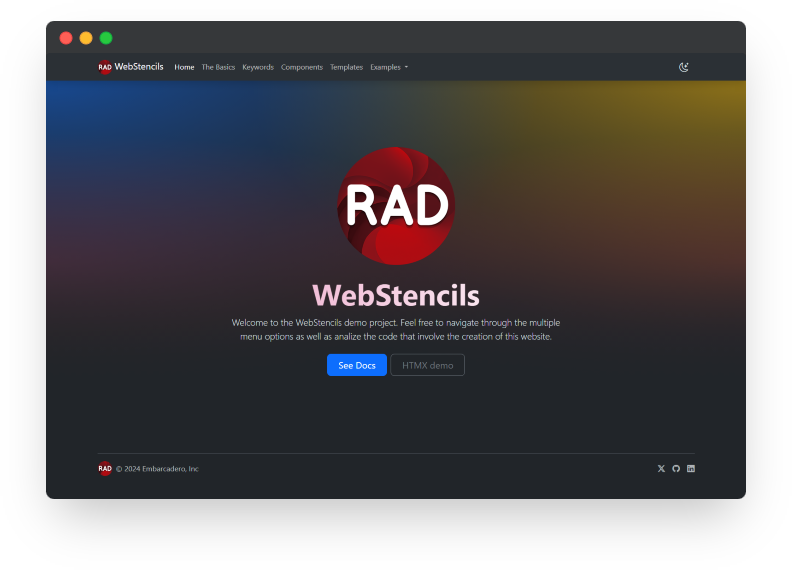 RAD WebStencils Home The Basics Keywords Components Templates Examples
RAD
WebStencils
Welcome to the WebStencils demo project. Feel free to navigate through the multiple
menu options as well as analize the code that involve the creation of this website.
See Docs HTMX demo
RAD © 2024 Embarcadero, Inc